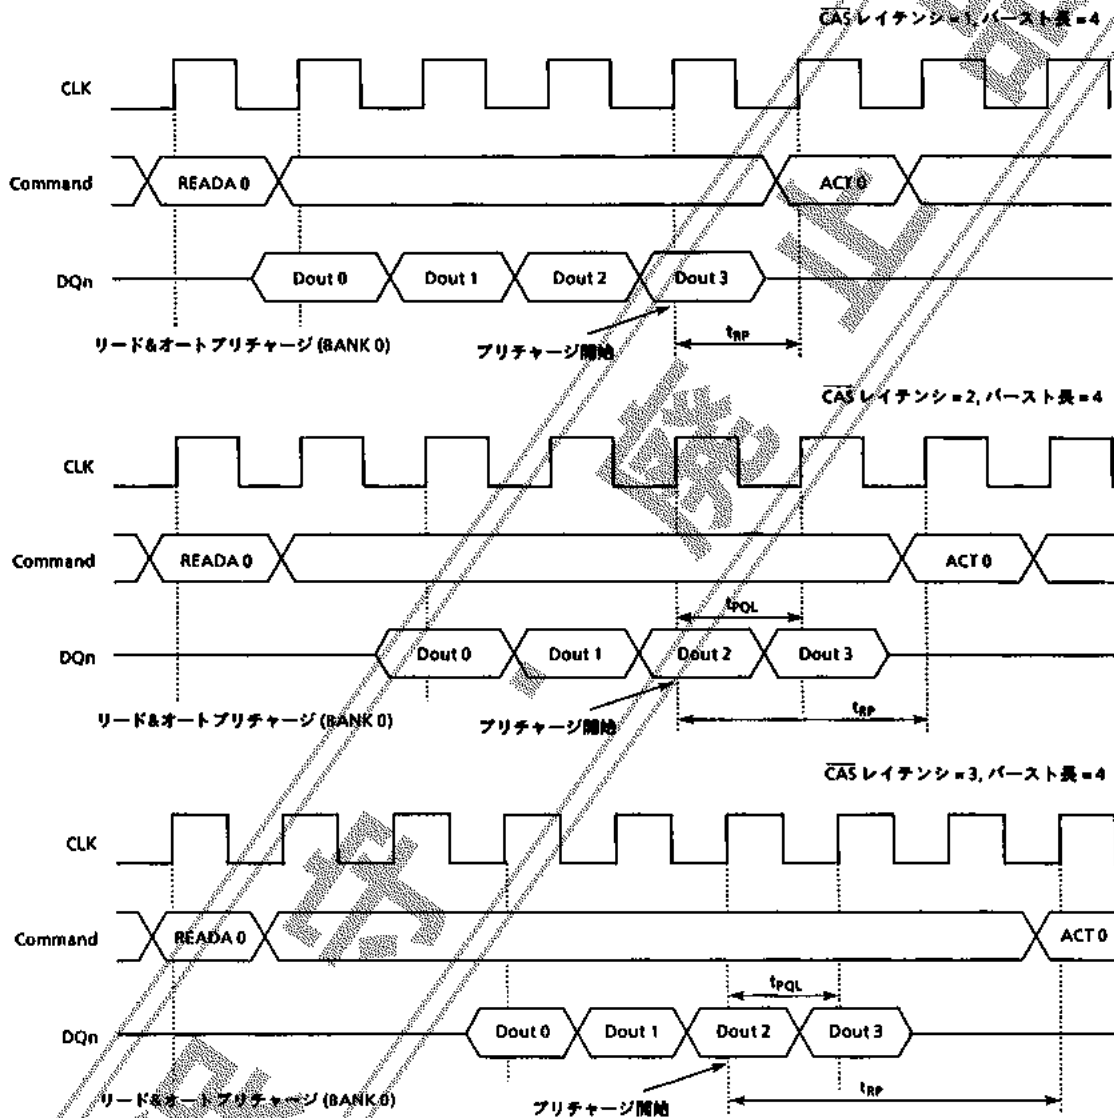 CAS レイテンシ = 1, バースト長 = 4
CLK
Command READA 0 ACT 0
DQn Dout 0 Dout 1 Dout 2 Dout 3
リード&オートプリチャージ (BANK 0)
プリチャージ開始
tRP
CAS レイテンシ = 2, バースト長 = 4
CLK
Command READA 0 ACT 0
tPQL
DQn Dout 0 Dout 1 Dout 2 Dout 3
リード&オートプリチャージ (BANK 0)
プリチャージ開始
tRP
CAS レイテンシ = 3, バースト長 = 4
CLK
Command READA 0 ACT 0
tPQL
DQn Dout 0 Dout 1 Dout 2 Dout 3
リード&オートプリチャージ (BANK 0)
プリチャージ開始
tRP